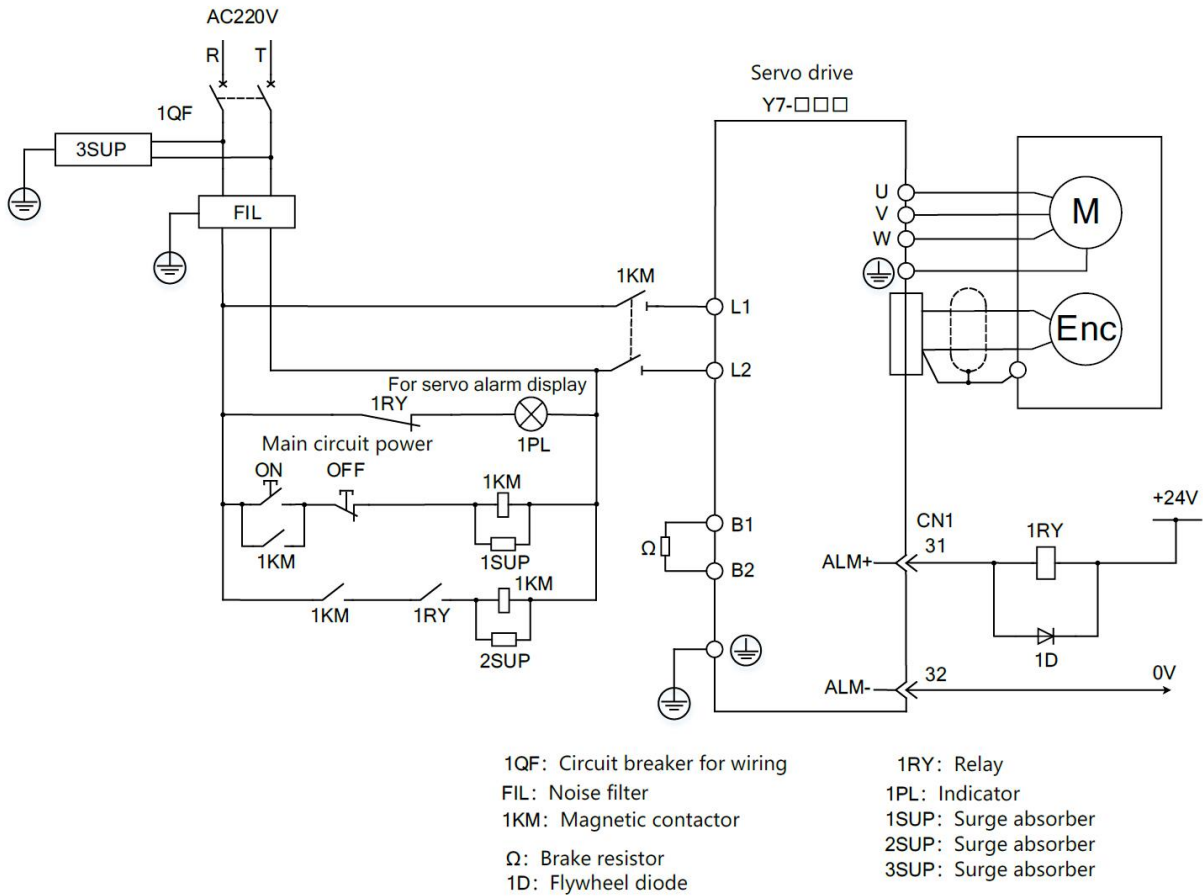 AC220V
R T
1QF
3SUP
FIL
Servo drive
Y7-□□□
U
V
W
M
Enc
1KM
L1
L2
For servo alarm display
1RY
1PL
Main circuit power
ON OFF
1KM
1KM
1SUP
1KM
1RY
1KM
2SUP
Ω
B1
B2
CN1
ALM+
31
1RY
+24V
1D
ALM-
32
0V
1QF: Circuit breaker for wiring
FIL: Noise filter
1KM: Magnetic contactor
Ω: Brake resistor
1D: Flywheel diode
1RY: Relay
1PL: Indicator
1SUP: Surge absorber
2SUP: Surge absorber
3SUP: Surge absorber